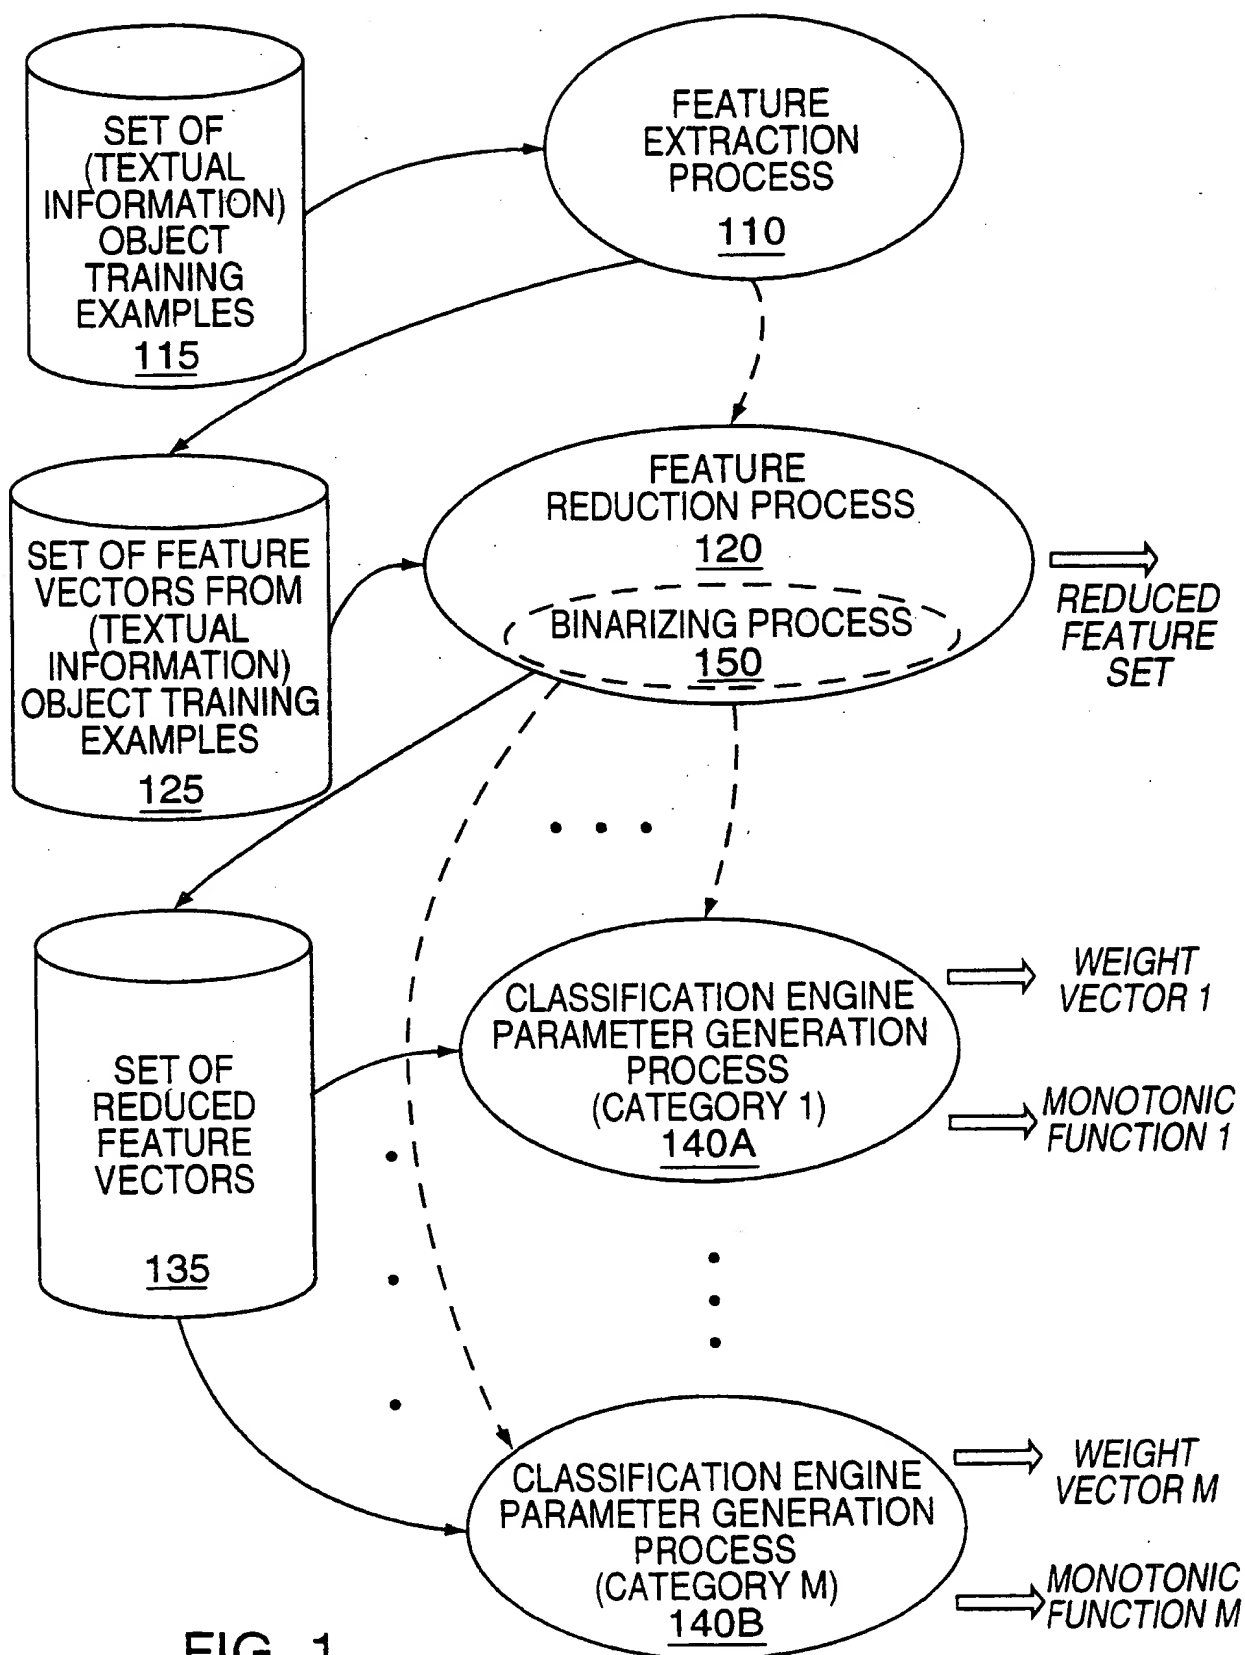 SET OF
(TEXTUAL
INFORMATION)
OBJECT
TRAINING
EXAMPLES
115
FEATURE
EXTRACTION
PROCESS
110
SET OF FEATURE
VECTORS FROM
(TEXTUAL
INFORMATION)
OBJECT TRAINING
EXAMPLES
125
FEATURE
REDUCTION PROCESS
120
BINARIZING PROCESS
150
REDUCED
FEATURE
SET
SET OF
REDUCED
FEATURE
VECTORS
135
CLASSIFICATION ENGINE
PARAMETER GENERATION
PROCESS
(CATEGORY 1)
140A
WEIGHT
VECTOR 1
MONOTONIC
FUNCTION 1
CLASSIFICATION ENGINE
PARAMETER GENERATION
PROCESS
(CATEGORY M)
140B
WEIGHT
VECTOR M
MONOTONIC
FUNCTION M
FIG. 1